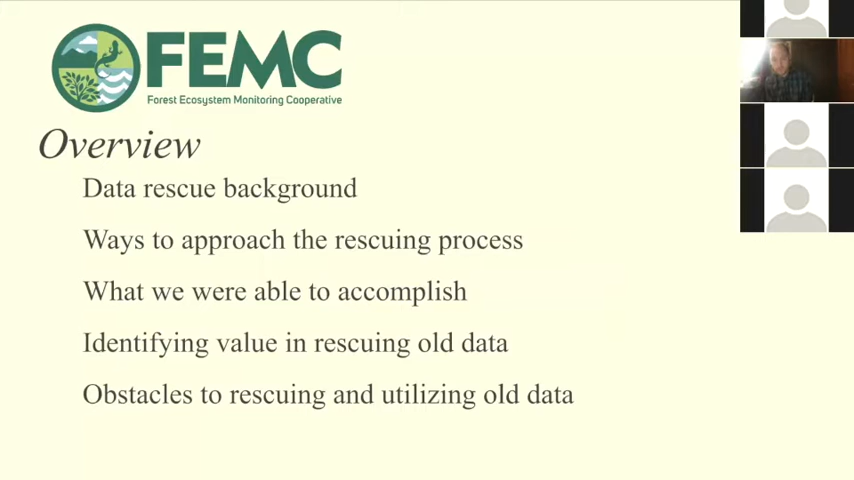 FEMC
Forest Ecosystem Monitoring Cooperative
Overview
Data rescue background
Ways to approach the rescuing process
What we were able to accomplish
Identifying value in rescuing old data
Obstacles to rescuing and utilizing old data